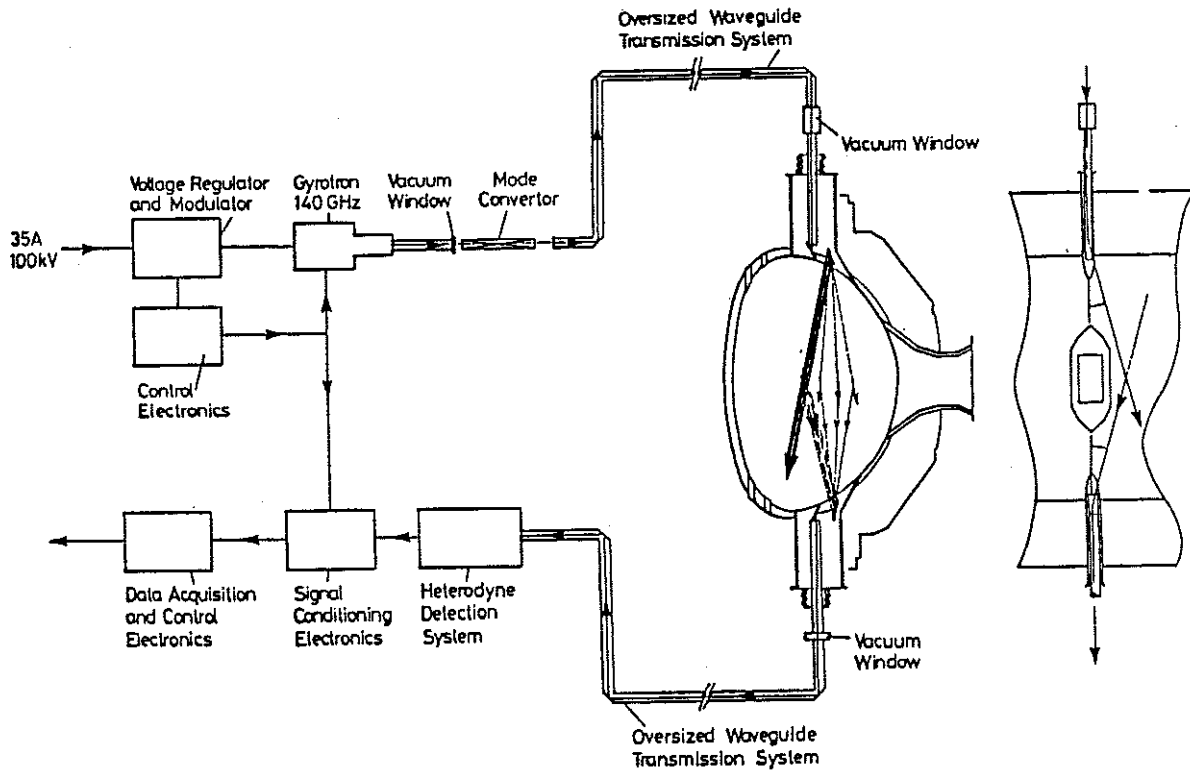 Oversized Waveguide
Transmission System
Vacuum Window
Voltage Regulator
and Modulator
Gyrotron
140 GHz
Vacuum
Window
Mode
Convertor
35A
100kV
Control
Electronics
Data Acquisition
and Control
Electronics
Signal
Conditioning
Electronics
Heterodyne
Detection
System
Vacuum
Window
Oversized Waveguide
Transmission System